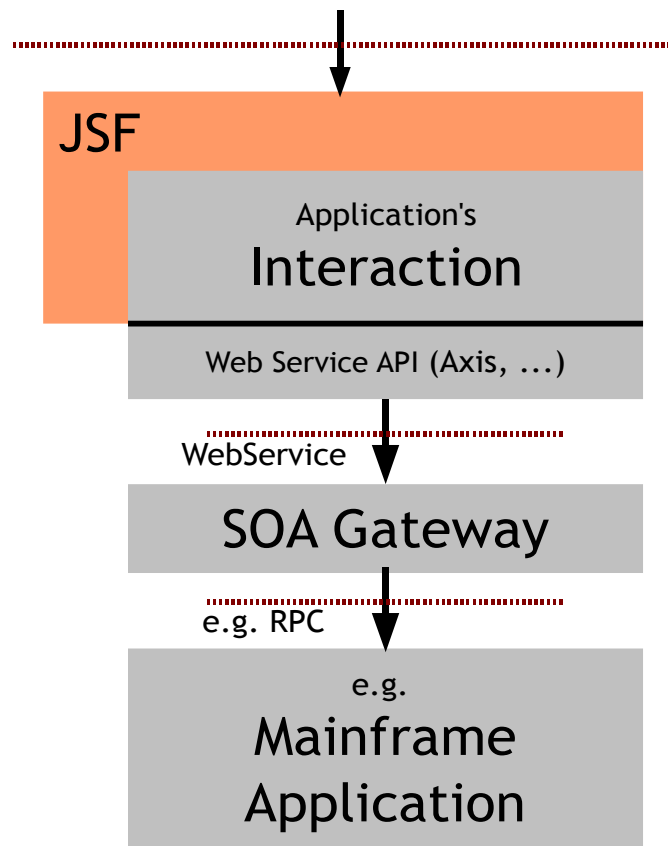 JSF
Application's
Interaction
Web Service API (Axis, ...)
WebService
SOA Gateway
e.g. RPC
e.g.
Mainframe
Application